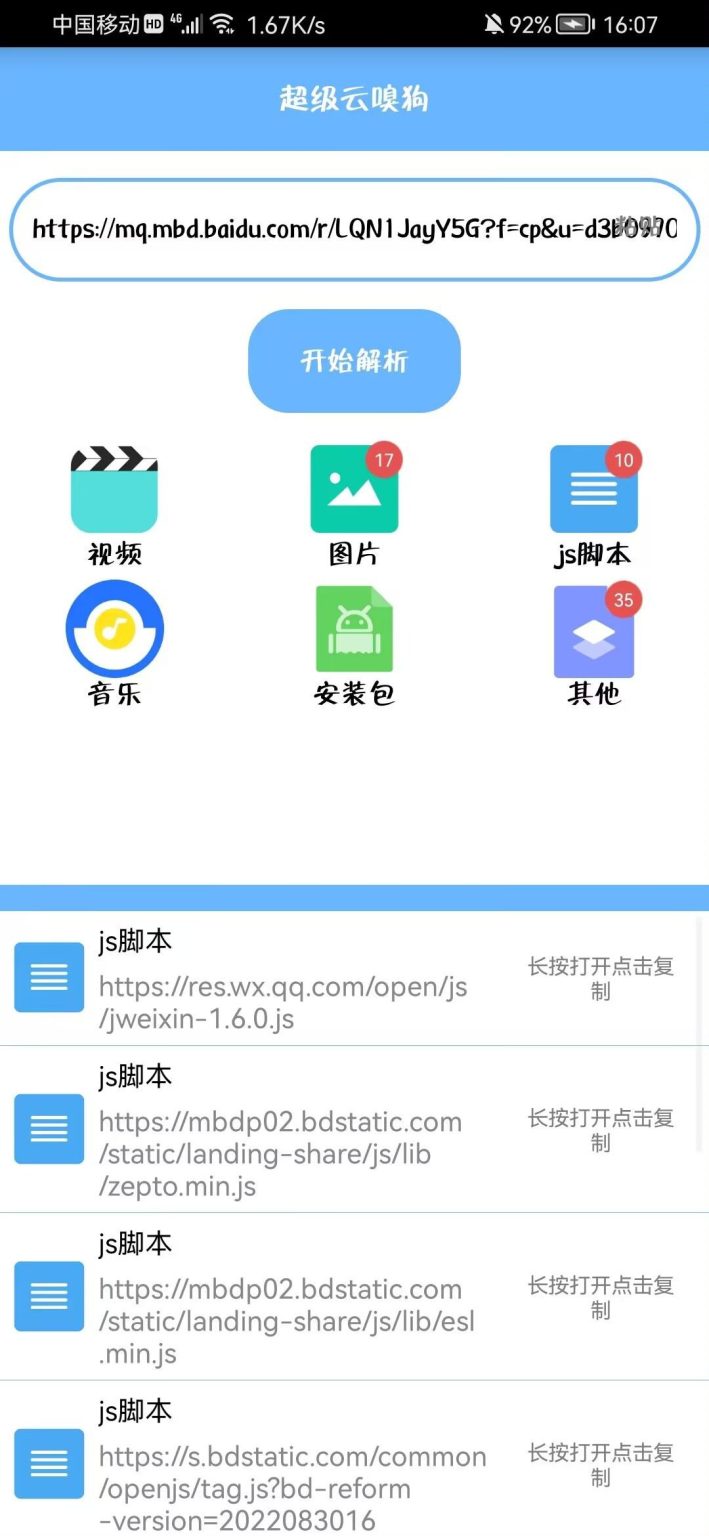 中国移动 HD 4G 1.67K/s 92% 16:07
超级云嗅狗
https://mq.mbd.baidu.com/r/LQN1JayY5G?f=cp&u=d3b0970
粘贴
开始解析
17 10
视频 图片 js脚本
35
音乐 安装包 其他
js脚本
https://res.wx.qq.com/open/js
/jweixin-1.6.0.js
长按打开点击复
制
js脚本
https://mbdp02.bdstatic.com
/static/landing-share/js/lib
/zepto.min.js
长按打开点击复
制
js脚本
https://mbdp02.bdstatic.com
/static/landing-share/js/lib/esl
.min.js
长按打开点击复
制
js脚本
https://s.bdstatic.com/common
/openjs/tag.js?bd-reform
-version=2022083016
长按打开点击复
制